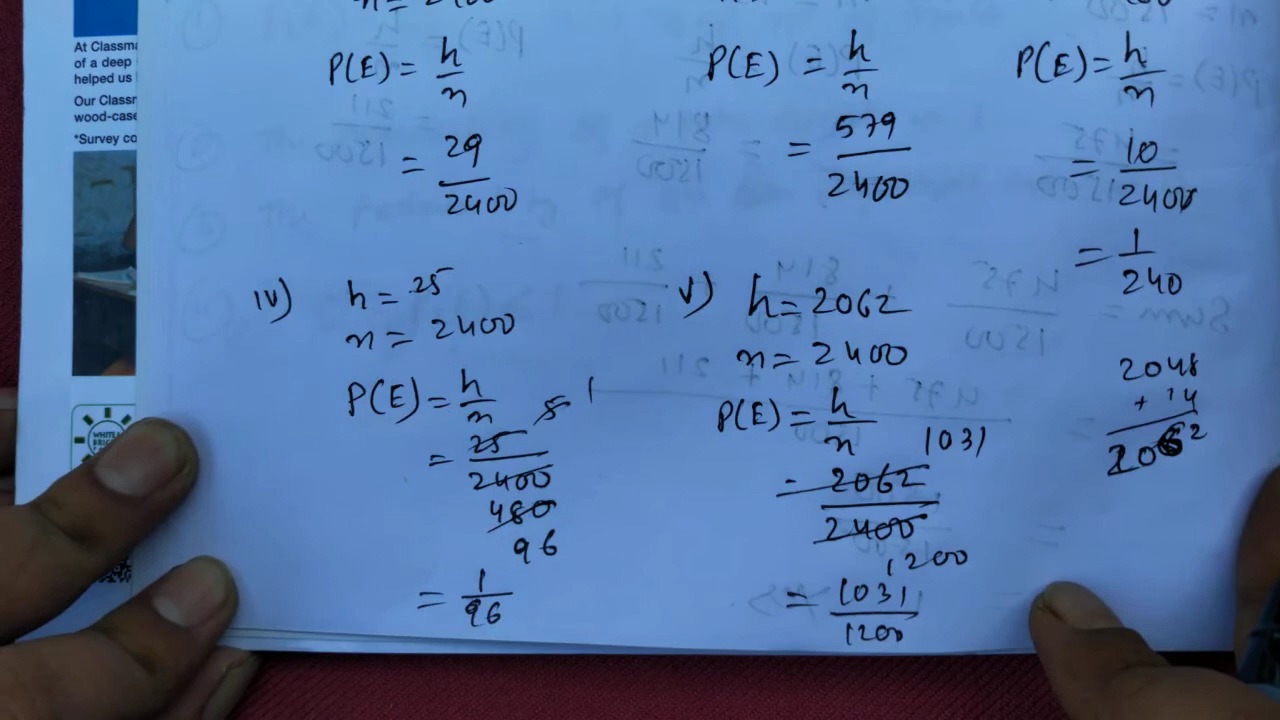 At Classma
of a deep
helped us
Our Classr
wood-case
*Survey co
P(E) = h/n
= 29/2400
P(E) = h/n
= 579/2400
P(E) = h/n
= 10/2400
= 1/240
iv) h = 25
n = 2400
P(E) = h/n
= 25/2400
5 1
480
96
= 1/96
v) h = 2062
n = 2400
P(E) = h/n
1031
= 2062/2400
1200
= 1031/1200
2048
+ 14
2062